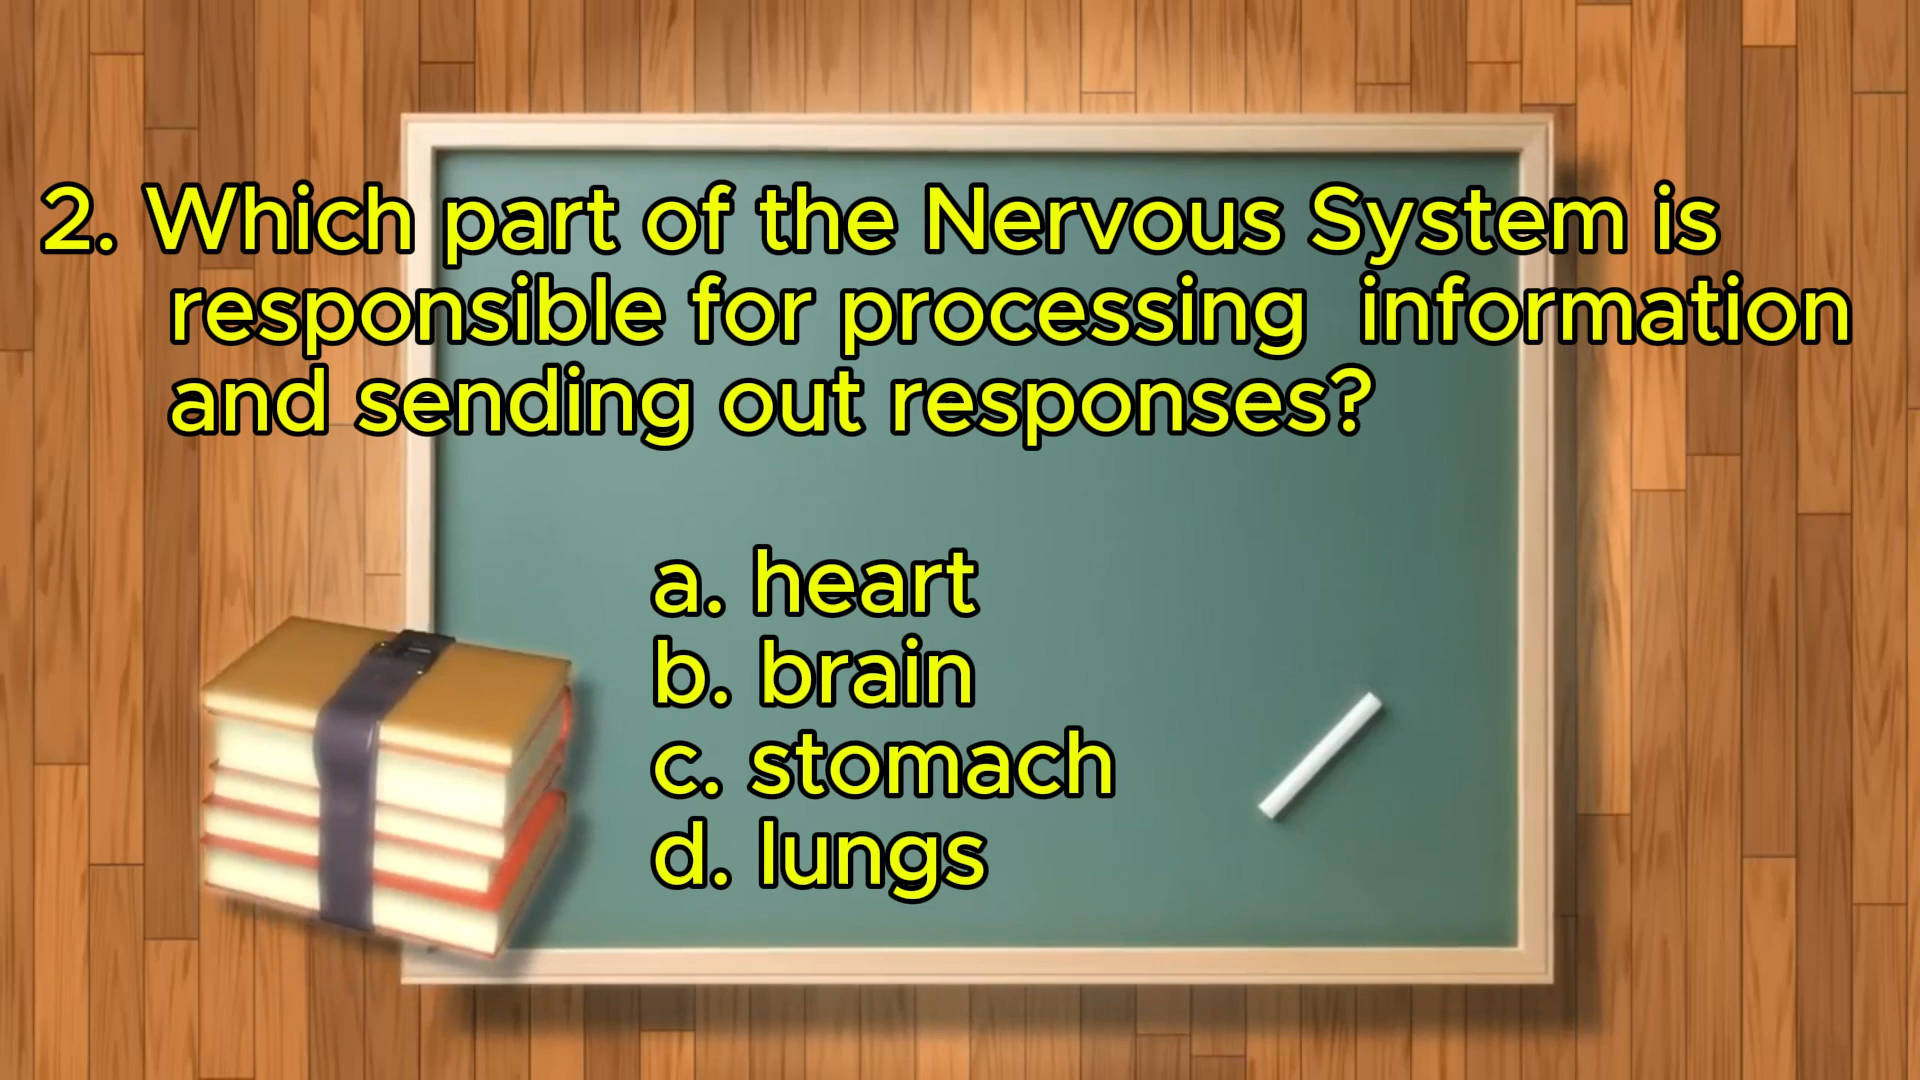 2. Which part of the Nervous System is
responsible for processing information
and sending out responses?
a. heart
b. brain
c. stomach
d. lungs